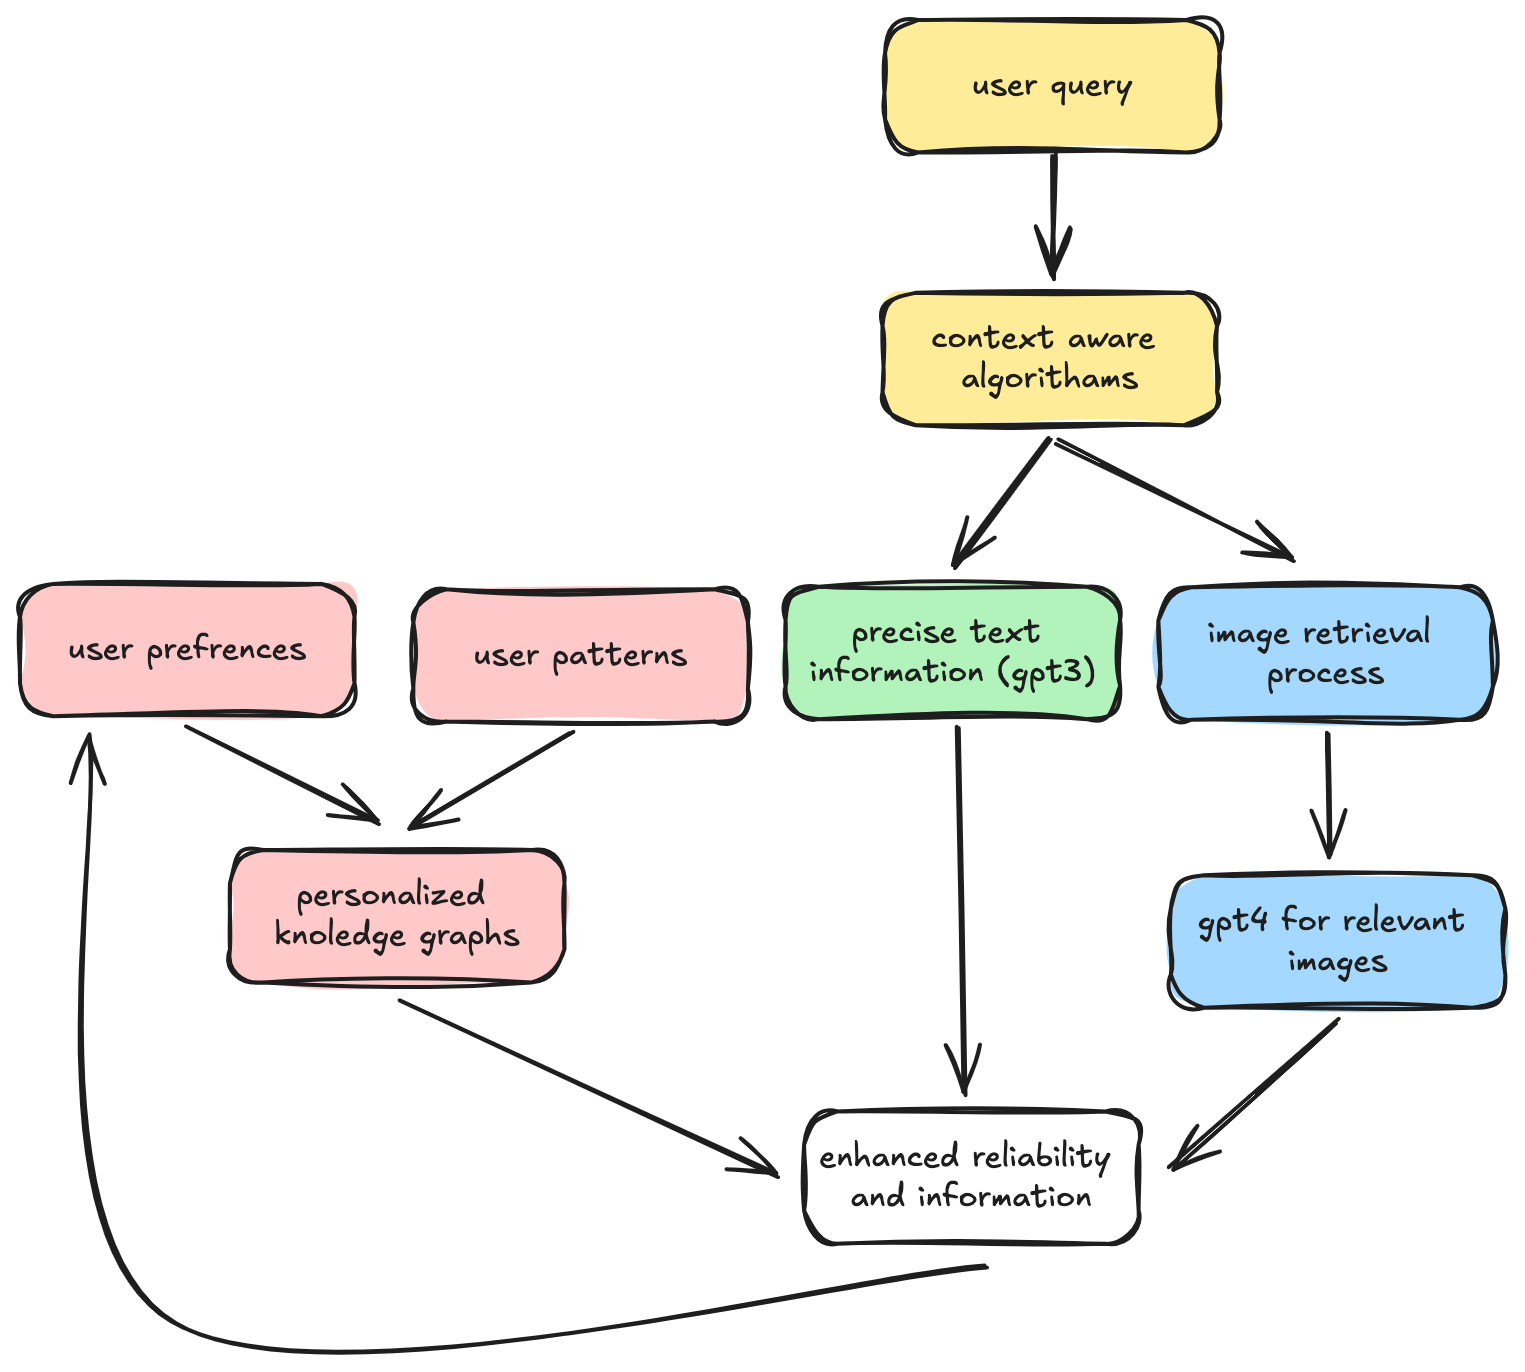 user query
context aware
algorithams
user prefrences
user patterns
precise text
information (gpt3)
image retrieval
process
personalized
knoledge graphs
gpt4 for relevant
images
enhanced reliability
and information